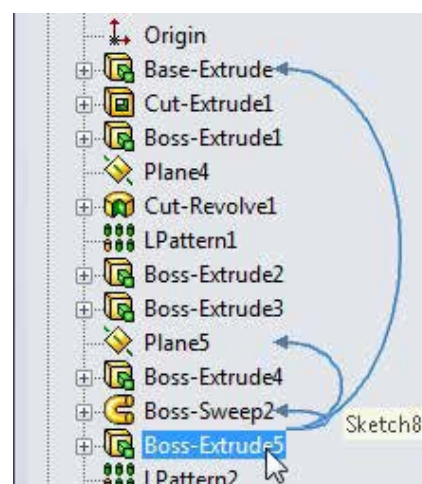 Origin
Base-Extrude
Cut-Extrude1
Boss-Extrude1
Plane4
Cut-Revolve1
LPattern1
Boss-Extrude2
Boss-Extrude3
Plane5
Boss-Extrude4
Boss-Sweep2
Sketch8
Boss-Extrude5
LPattern2